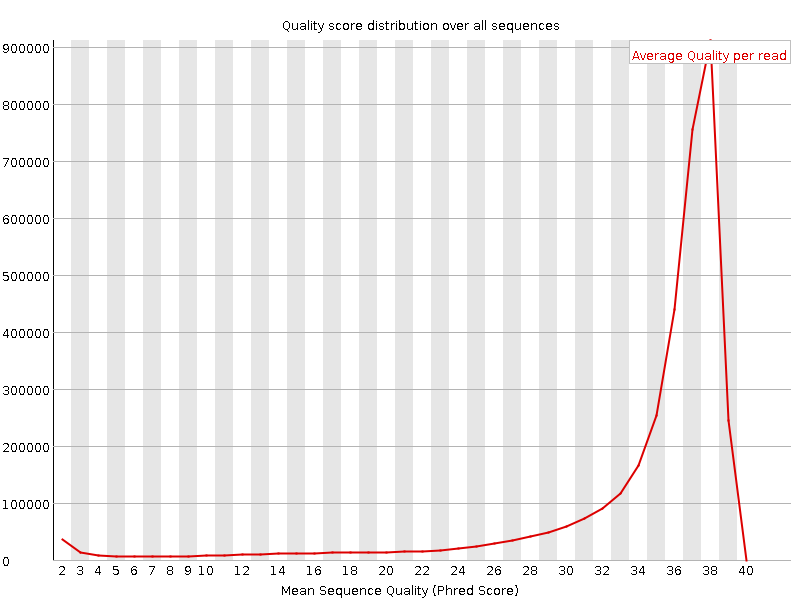 Quality score distribution over all sequences
Average Quality per read
900000
800000
700000
600000
500000
400000
300000
200000
100000
0
2 3 4 5 6 7 8 9 10 12 14 16 18 20 22 24 26 28 30 32 34 36 38 40
Mean Sequence Quality (Phred Score)